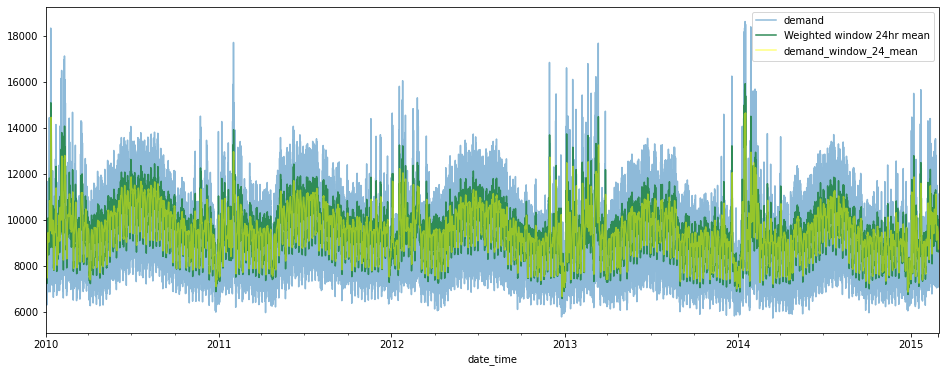 demand
Weighted window 24hr mean
demand_window_24_mean
18000
16000
14000
12000
10000
8000
6000
2010 2011 2012 2013 2014 2015
date_time